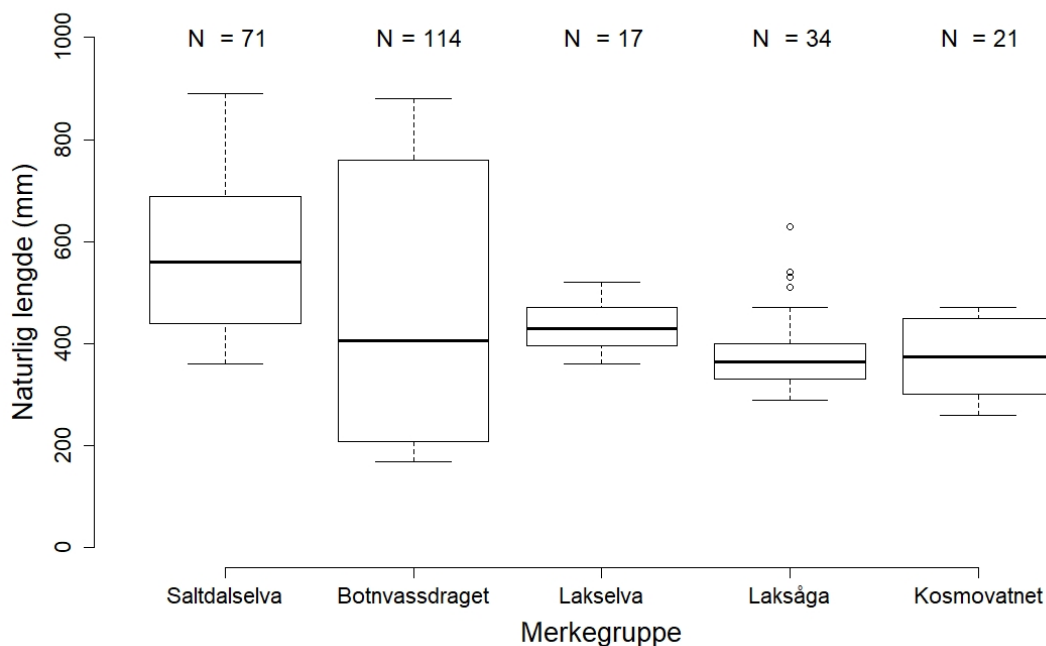 N = 71 N = 114 N = 17 N = 34 N = 21
1000
800
600
400
200
0
Naturlig lengde (mm)
Saltdalselva Botnvassdraget Lakselva Laksåga Kosmovatnet
Merkegruppe